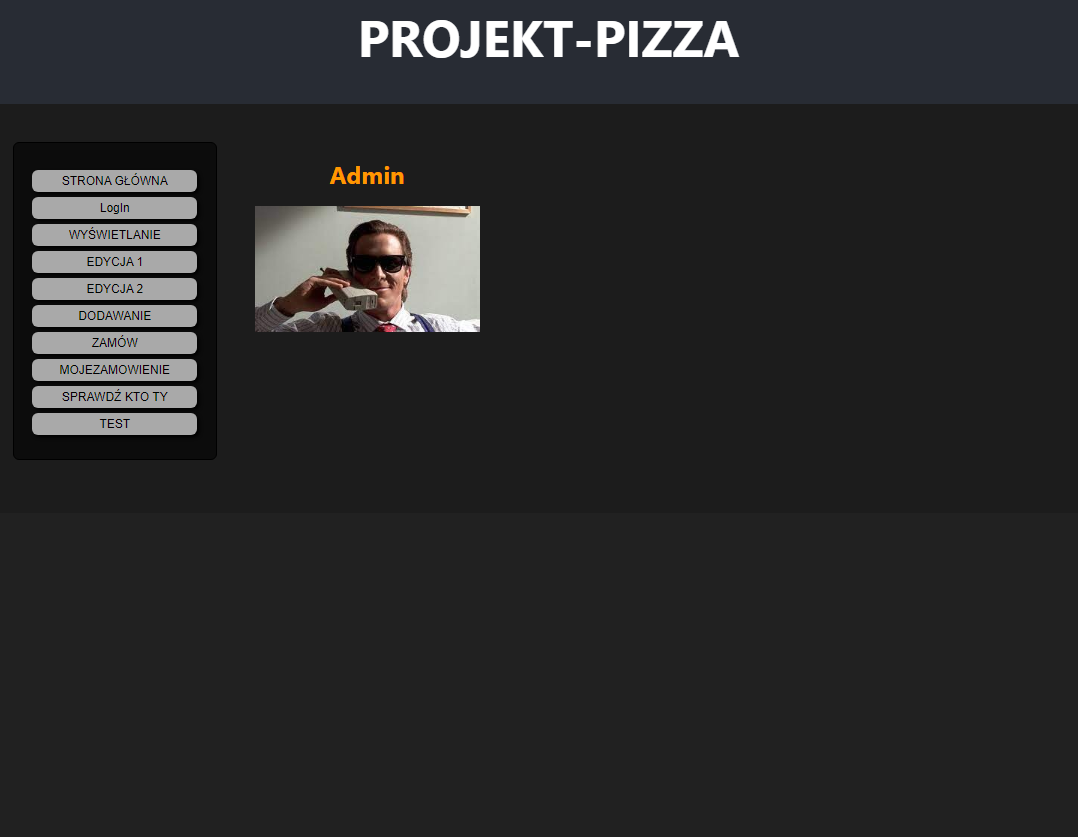 PROJEKT-PIZZA
STRONA GŁÓWNA
LogIn
WYŚWIETLANIE
EDYCJA 1
EDYCJA 2
DODAWANIE
ZAMÓW
MOJEZAMOWIENIE
SPRAWDŹ KTO TY
TEST
Admin